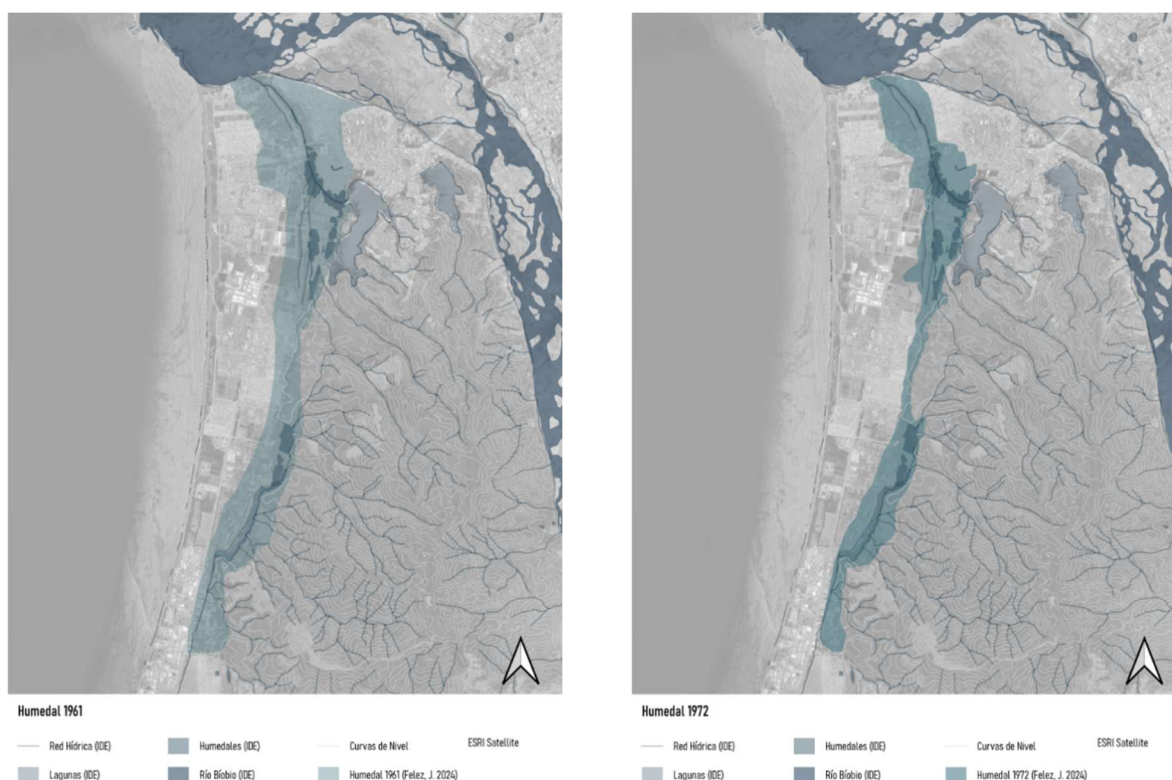 Humedal 1961
Red Hídrica (IDE)
Humedales (IDE)
Curvas de Nivel
ESRI Satellite
Lagunas (IDE)
Río Bíobio (IDE)
Humedal 1961 (Felez, J. 2024)
Humedal 1972
Red Hídrica (IDE)
Humedales (IDE)
Curvas de Nivel
ESRI Satellite
Lagunas (IDE)
Río Bíobio (IDE)
Humedal 1972 (Felez, J. 2024)